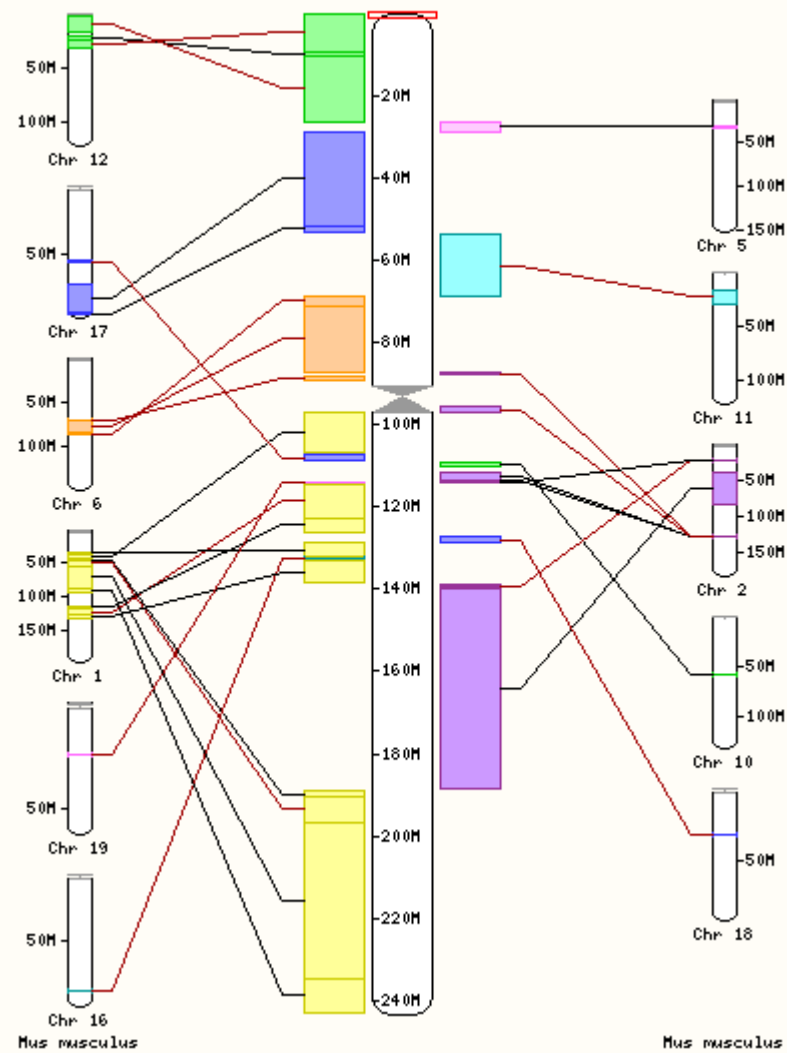 50M
100M
Chr 12
50M
Chr 17
50M
100M
Chr 6
50M
100M
150M
Chr 1
50M
Chr 19
50M
Chr 16
Mus musculus
20M
40M
60M
80M
100M
120M
140M
160M
180M
200M
220M
240M
50M
100M
150M
Chr 5
50M
100M
Chr 11
50M
100M
150M
Chr 2
50M
100M
Chr 10
50M
Chr 18
Mus musculus